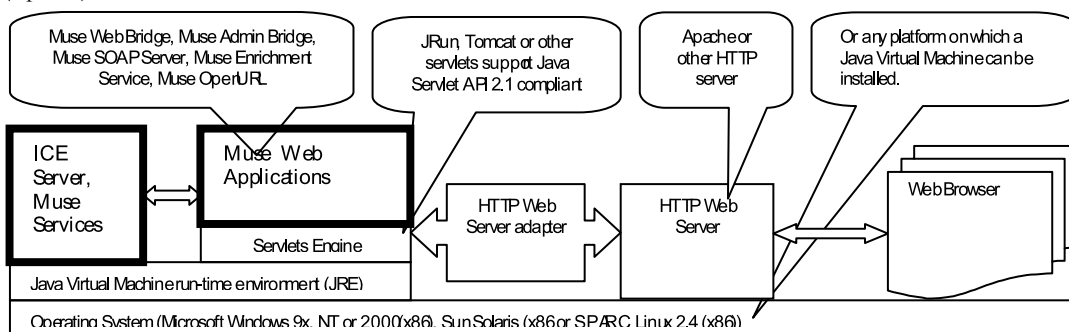 Muse Web Bridge, Muse Admin Bridge,
Muse SOAP Server, Muse Enrichment
Service, Muse OpenURL
JRun, Tomcat or other
servlets support Java
Servlet API 2.1 compliant
Apache or
other HTTP
server
Or any platform on which a
Java Virtual Machine can be
installed.
ICE
Server,
Muse
Services
Muse Web
Applications
Servlets Engine
HTTP Web
Server adapter
HTTP Web
Server
Web Browser
Java Virtual Machine run-time environment (JRE)
Operating System (Microsoft Windows 9x, NT or 2000(x86), Sun Solaris (x86 or SPARC, Linux 2.4 (x86))